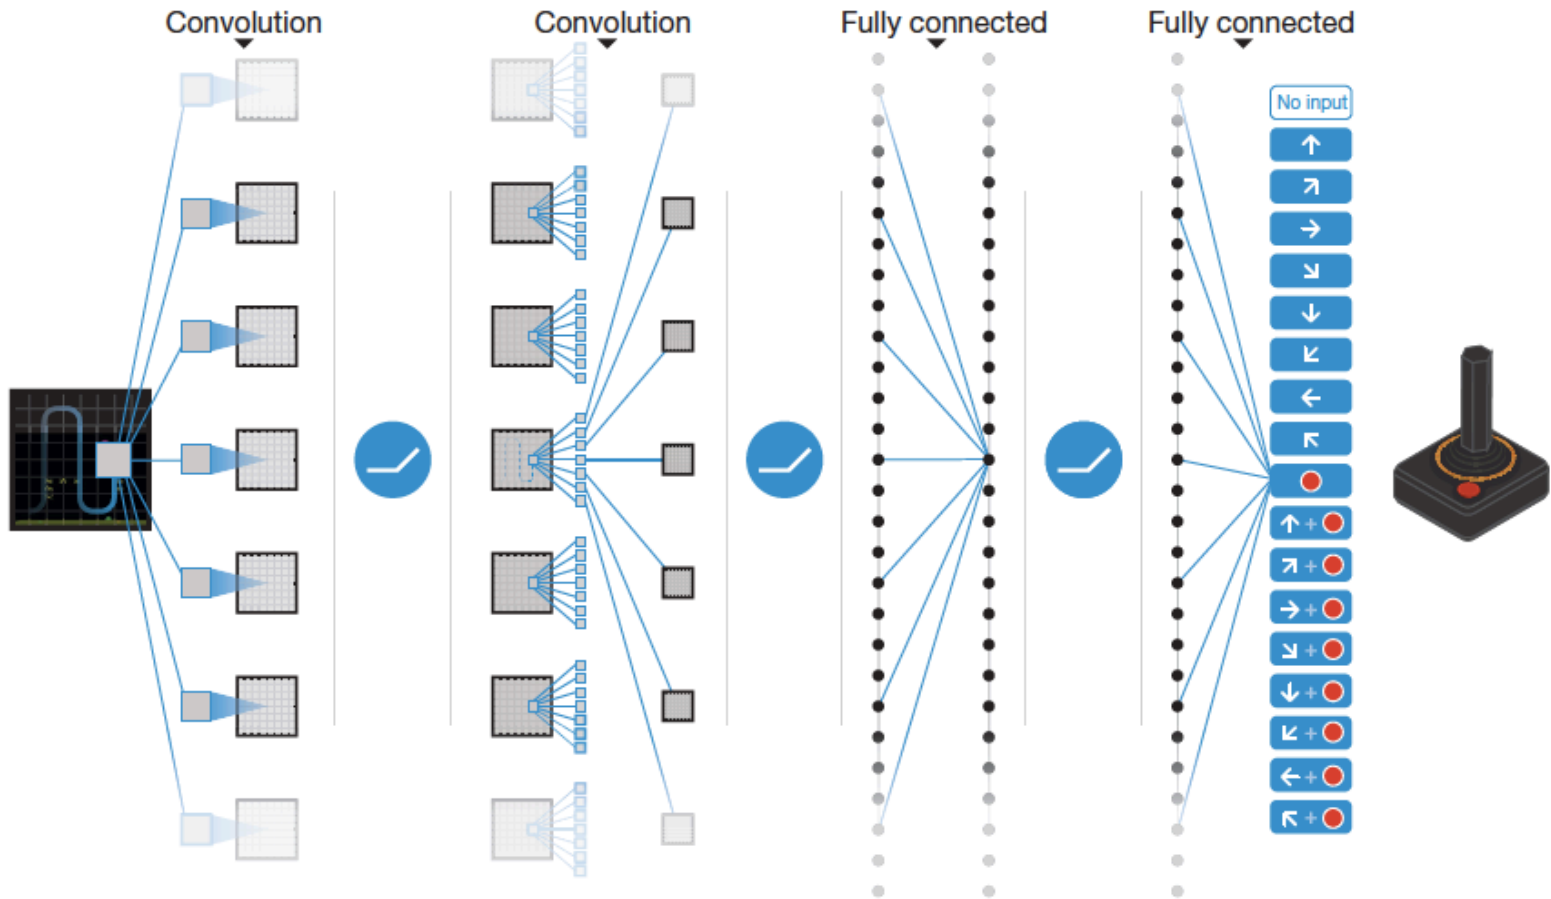 Convolution
Convolution
Fully connected
Fully connected
No input
+
+
+
+
+
+
+
+